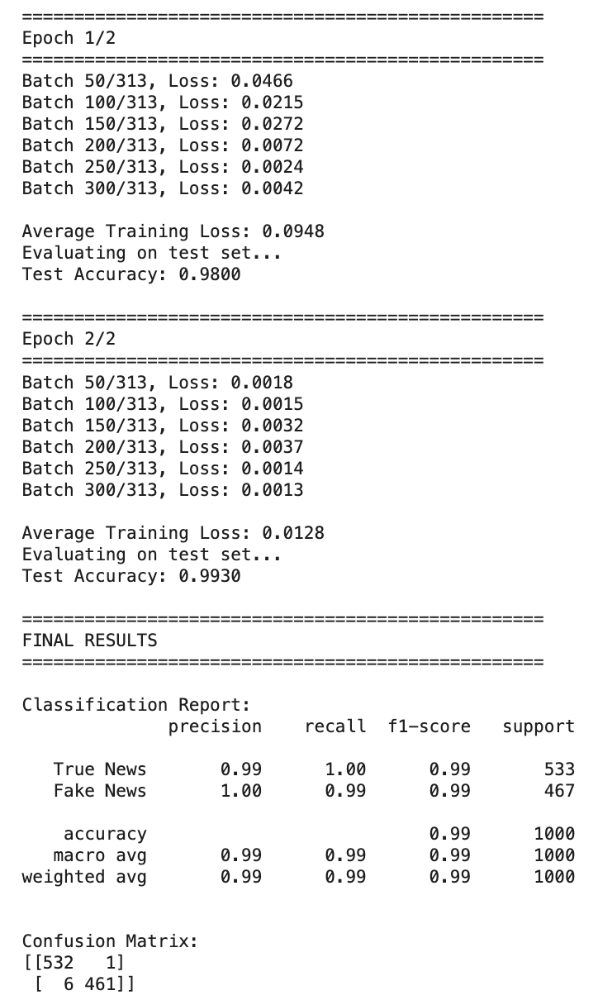 ==================================================
Epoch 1/2
==================================================
Batch 50/313, Loss: 0.0466
Batch 100/313, Loss: 0.0215
Batch 150/313, Loss: 0.0272
Batch 200/313, Loss: 0.0072
Batch 250/313, Loss: 0.0024
Batch 300/313, Loss: 0.0042

Average Training Loss: 0.0948
Evaluating on test set...
Test Accuracy: 0.9800

==================================================
Epoch 2/2
==================================================
Batch 50/313, Loss: 0.0018
Batch 100/313, Loss: 0.0015
Batch 150/313, Loss: 0.0032
Batch 200/313, Loss: 0.0037
Batch 250/313, Loss: 0.0014
Batch 300/313, Loss: 0.0013

Average Training Loss: 0.0128
Evaluating on test set...
Test Accuracy: 0.9930

==================================================
FINAL RESULTS
==================================================

Classification Report:
              precision    recall  f1-score   support

   True News       0.99      1.00      0.99       533
   Fake News       1.00      0.99      0.99       467

    accuracy                           0.99      1000
   macro avg       0.99      0.99      0.99      1000
weighted avg       0.99      0.99      0.99      1000


Confusion Matrix:
[[532   1]
 [  6 461]]